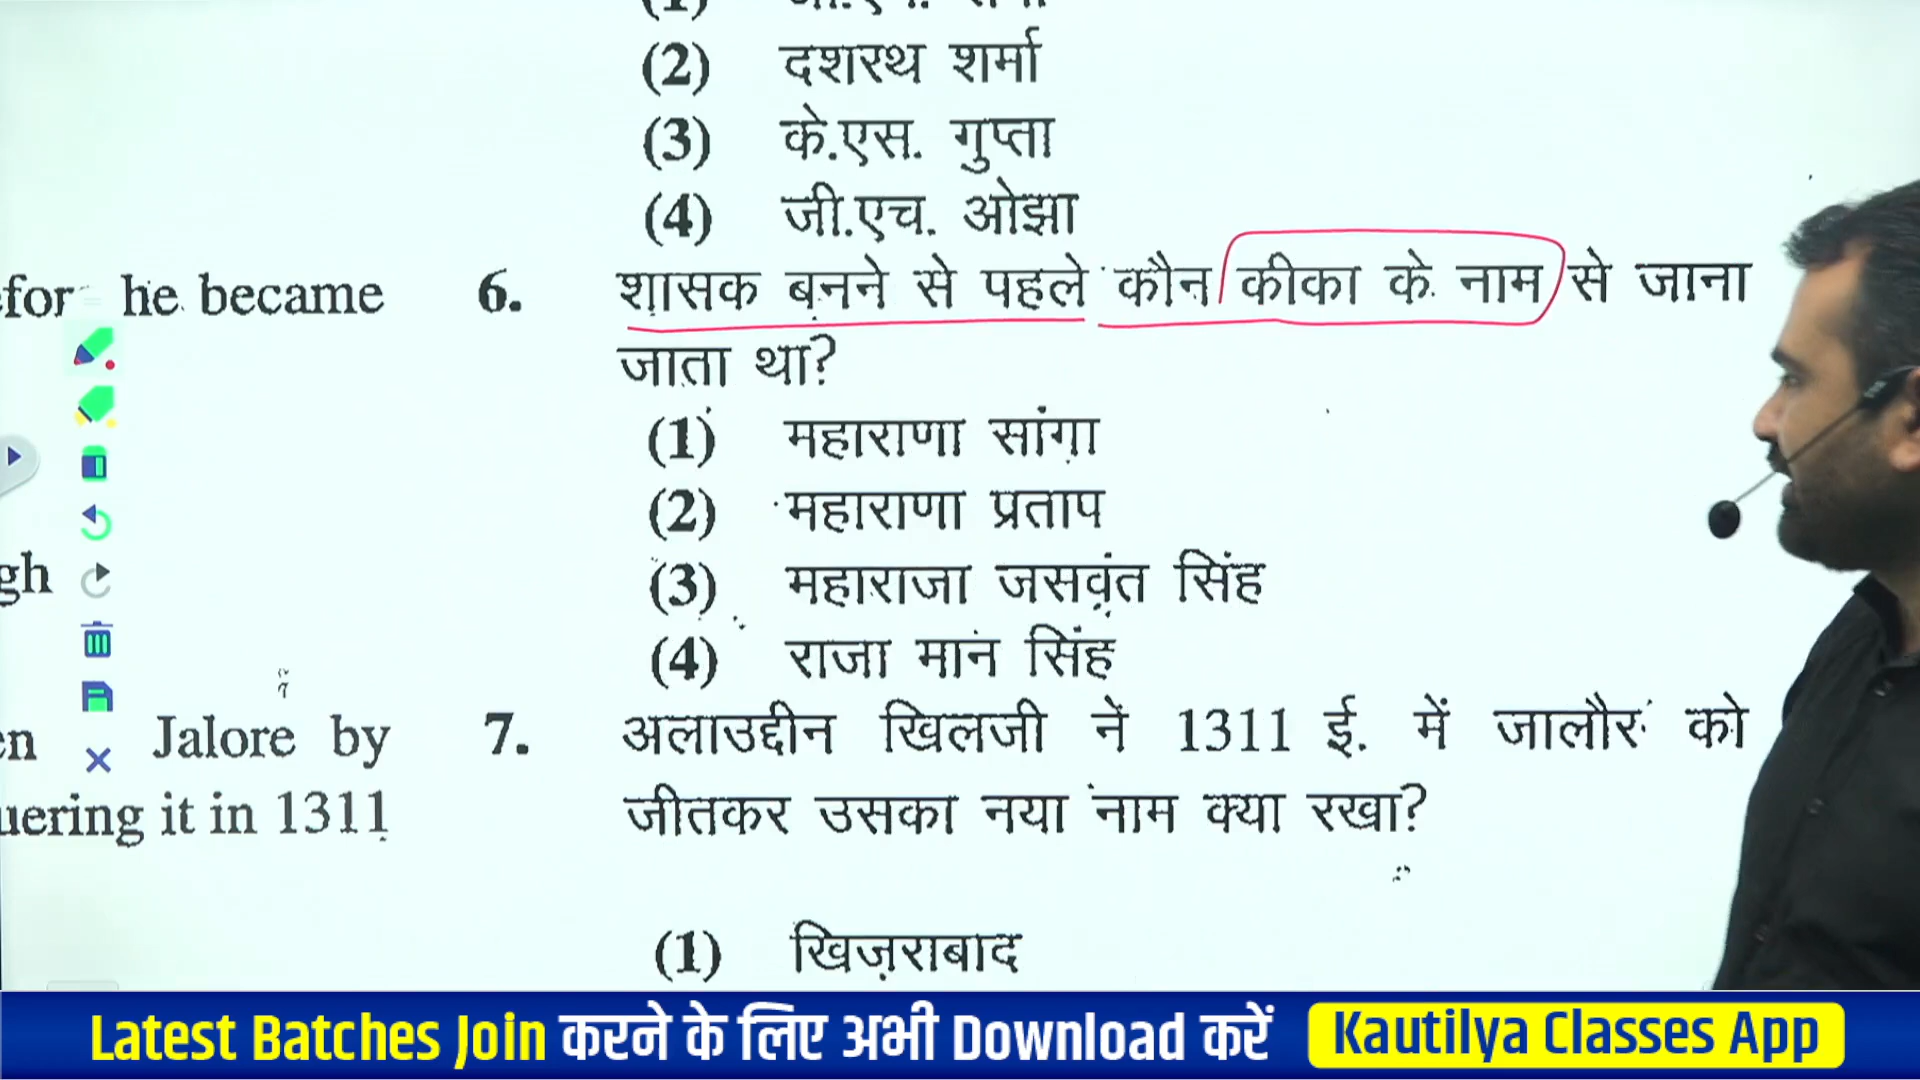 (2) दशरथ शर्मा
(3) के.एस. गुप्ता
(4) जी.एच. ओझा
he became
6. शासक बनने से पहले कौन कीका के नाम से जाना
जाता था?
(1) महाराणा सांगा
(2) महाराणा प्रताप
gh
(3) महाराजा जसवंत सिंह
(4) राजा मान सिंह
en Jalore by
7. अलाउद्दीन खिलजी नें 1311 ई. में जालौर को
uering it in 1311
जीतकर उसका नया नाम क्या रखा?
(1) खिज़राबाद
Latest Batches Join करने के लिए अभी Download करें Kautilya Classes App